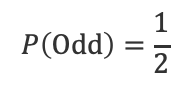 P(Odd) = 1/2